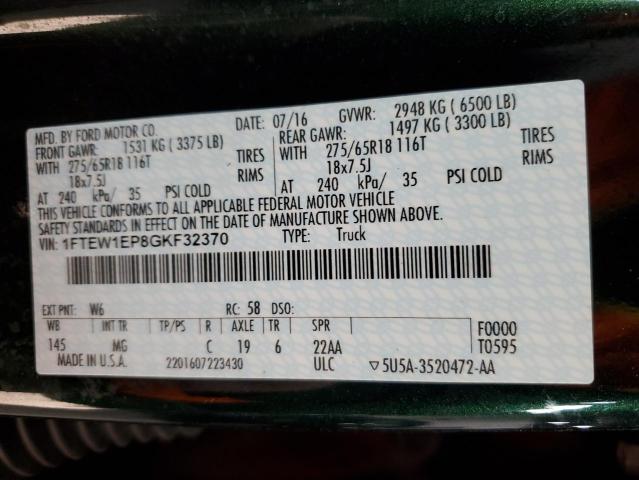 MFD. BY FORD MOTOR CO.
DATE: 07/16 GVWR: 2948 KG ( 6500 LB)
FRONT GAWR: 1531 KG ( 3375 LB)
REAR GAWR: 1497 KG ( 3300 LB)
WITH 275/65R18 116T TIRES
WITH 275/65R18 116T TIRES
18x7.5J RIMS
18x7.5J RIMS
AT 240 kPa/ 35 PSI COLD
AT 240 kPa/ 35 PSI COLD
THIS VEHICLE CONFORMS TO ALL APPLICABLE FEDERAL MOTOR VEHICLE
SAFETY STANDARDS IN EFFECT ON THE DATE OF MANUFACTURE SHOWN ABOVE.
VIN: 1FTEW1EP8GKF32370 TYPE: Truck
EXT PNT: W6 RC: 58 DSO:
WB INT TR TP/PS R AXLE TR SPR F0000
145 MG C 19 6 22AA T0595
MADE IN U.S.A. 2201607223430 ULC ▽5U5A-3520472-AA